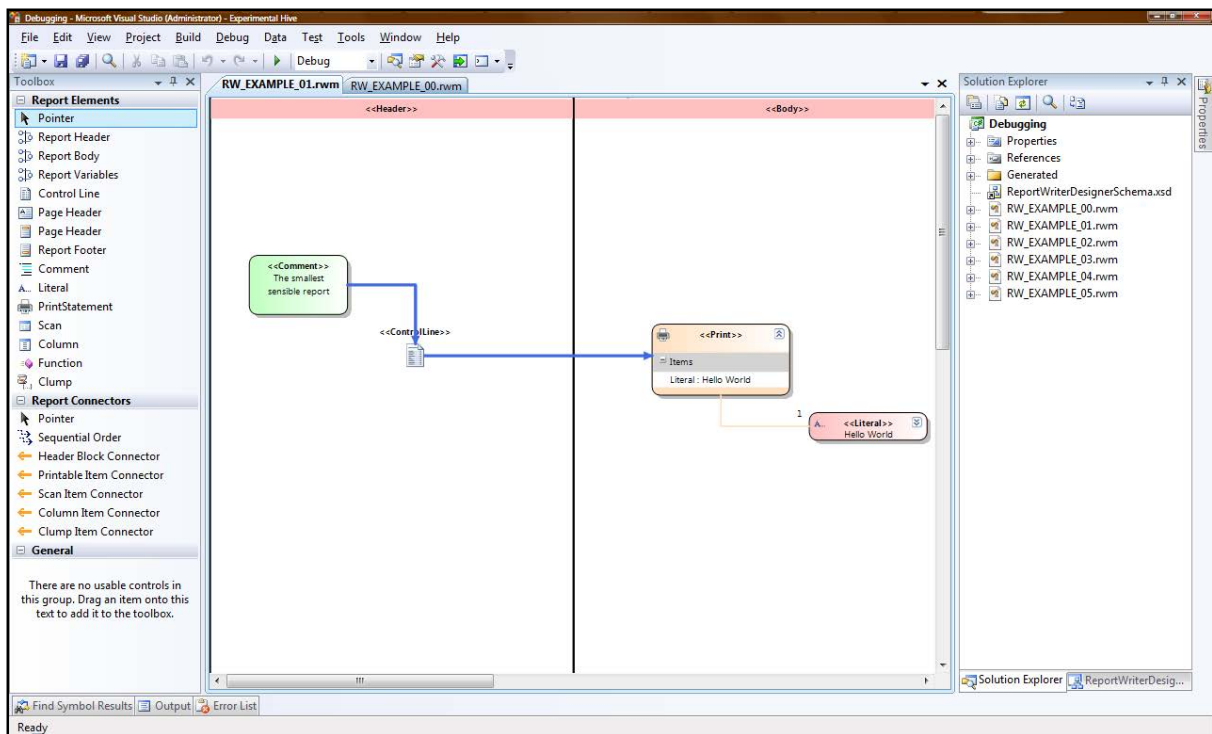 Debugging - Microsoft Visual Studio (Administrator) - Experimental Hive
File Edit View Project Build Debug Data Test Tools Window Help
Debug
Toolbox
Report Elements
Pointer
Report Header
Report Body
Report Variables
Control Line
Page Header
Page Header
Report Footer
Comment
A... Literal
PrintStatement
Scan
Column
Function
Clump
Report Connectors
Pointer
Sequential Order
Header Block Connector
Printable Item Connector
Scan Item Connector
Column Item Connector
Clump Item Connector
General
There are no usable controls in
this group. Drag an item onto this
text to add it to the toolbox.
RW_EXAMPLE_01.rwm RW_EXAMPLE_00.rwm
<<Header>> <<Body>>
<<Comment>>
The smallest
sensible report
<<ControlLine>>
<<Print>>
Items
Literal : Hello World
1
A... <<Literal>>
Hello World
Solution Explorer
Debugging
Properties
References
Generated
ReportWriterDesignerSchema.xsd
RW_EXAMPLE_00.rwm
RW_EXAMPLE_01.rwm
RW_EXAMPLE_02.rwm
RW_EXAMPLE_03.rwm
RW_EXAMPLE_04.rwm
RW_EXAMPLE_05.rwm
Solution Explorer ReportWriterDesig...
Properties
Find Symbol Results Output Error List
Ready